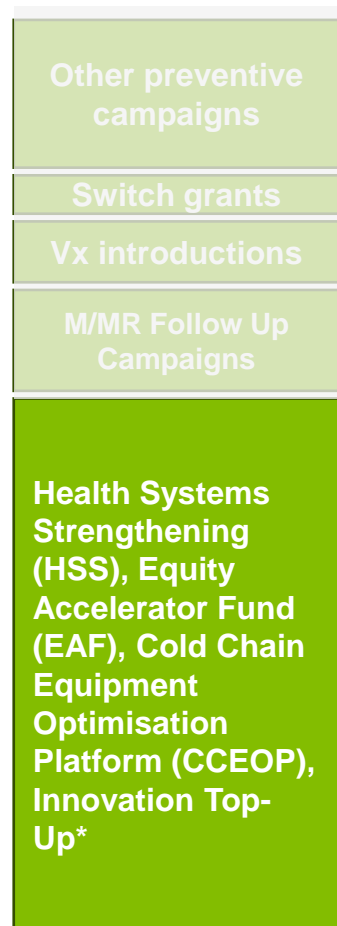 Other preventive
campaigns
Switch grants
Vx introductions
M/MR Follow Up
Campaigns
Health Systems
Strengthening
(HSS), Equity
Accelerator Fund
(EAF), Cold Chain
Equipment
Optimisation
Platform (CCEOP),
Innovation Top-
Up*